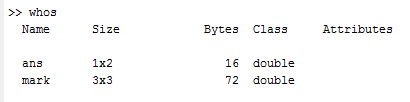 >> whos
Name Size Bytes Class Attributes
ans 1x2 16 double
mark 3x3 72 double